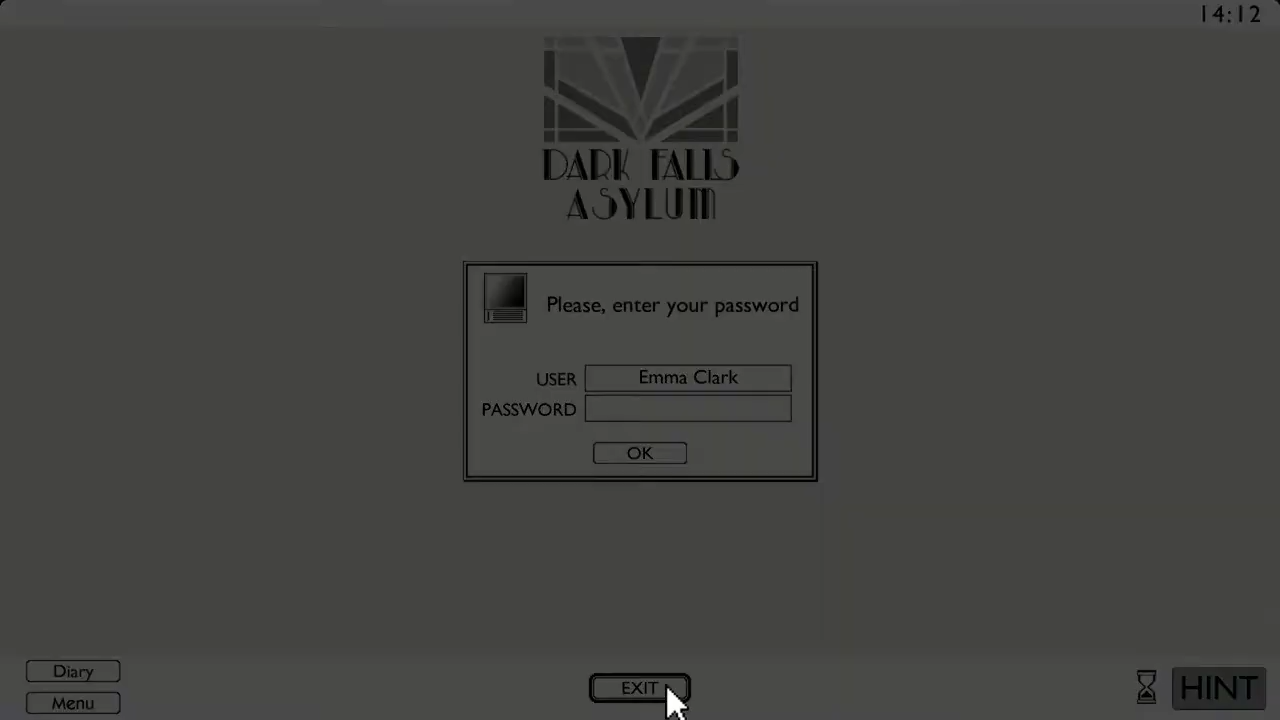 14:12
DARK FALLS
ASYLUM
Please, enter your password
USER Emma Clark
PASSWORD
OK
Diary
Menu
EXIT
HINT